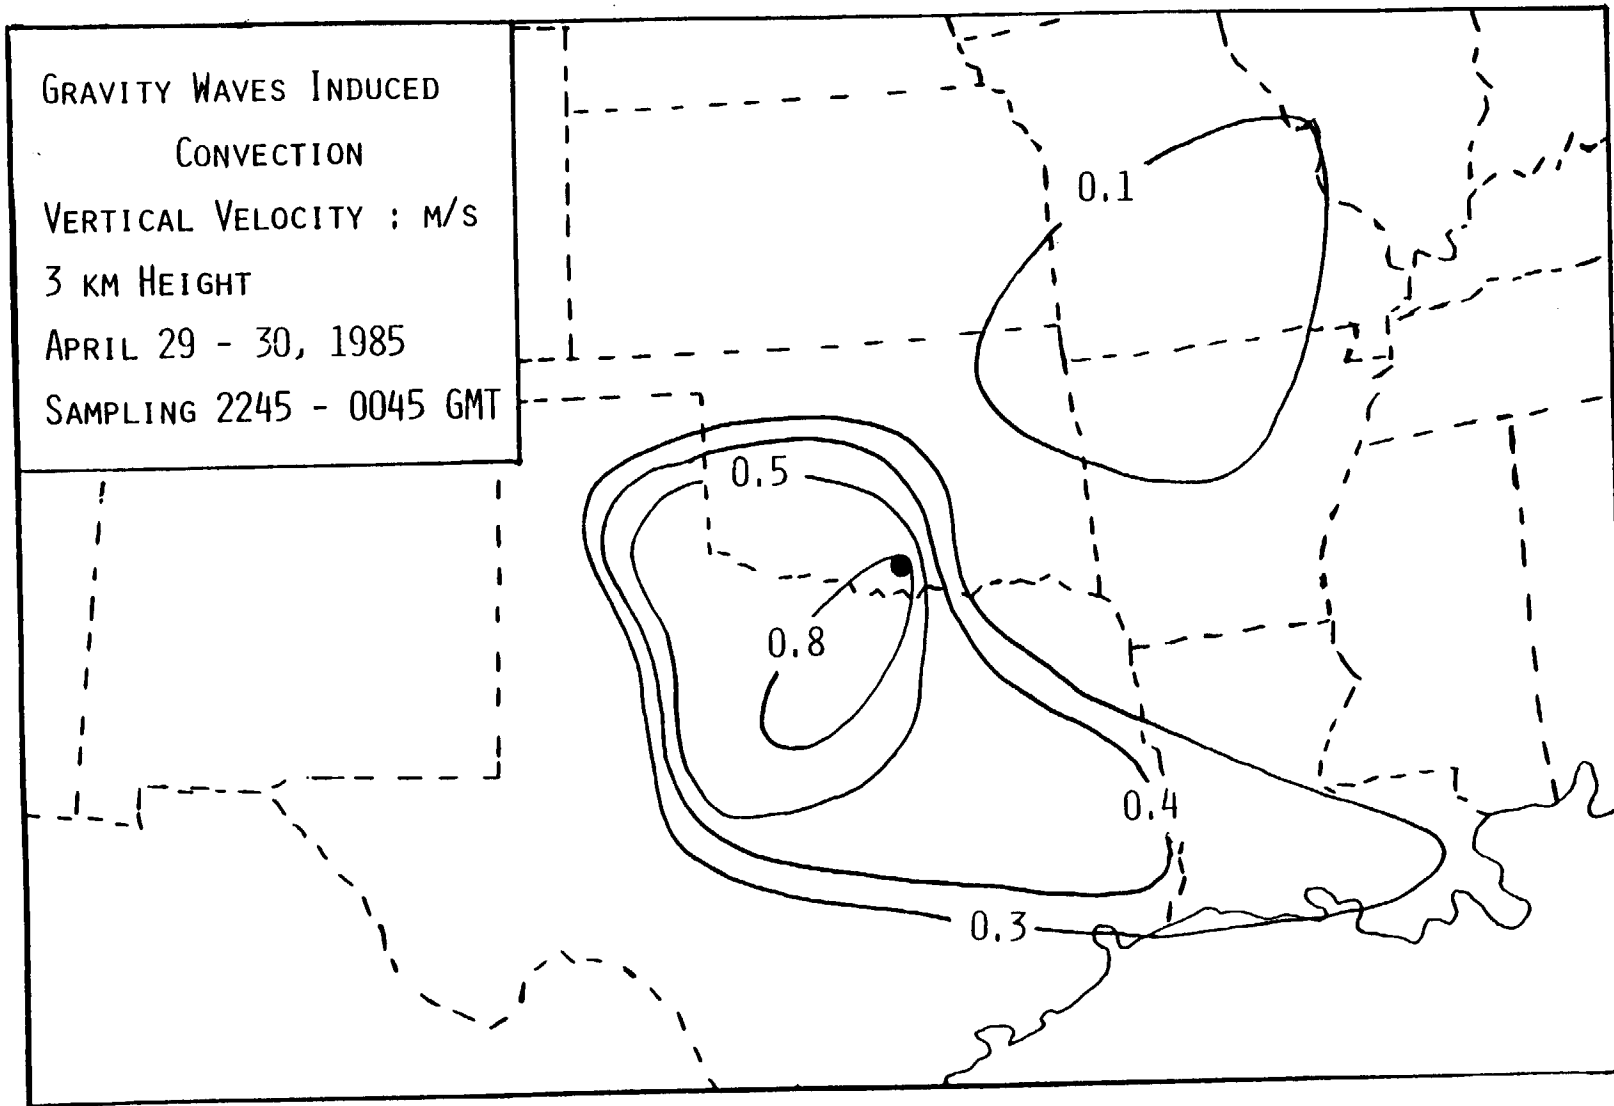 GRAVITY WAVES INDUCED
CONVECTION
VERTICAL VELOCITY : M/S
3 KM HEIGHT
APRIL 29 - 30, 1985
SAMPLING 2245 - 0045 GMT
0.1
0.5
0.8
0.4
0.3